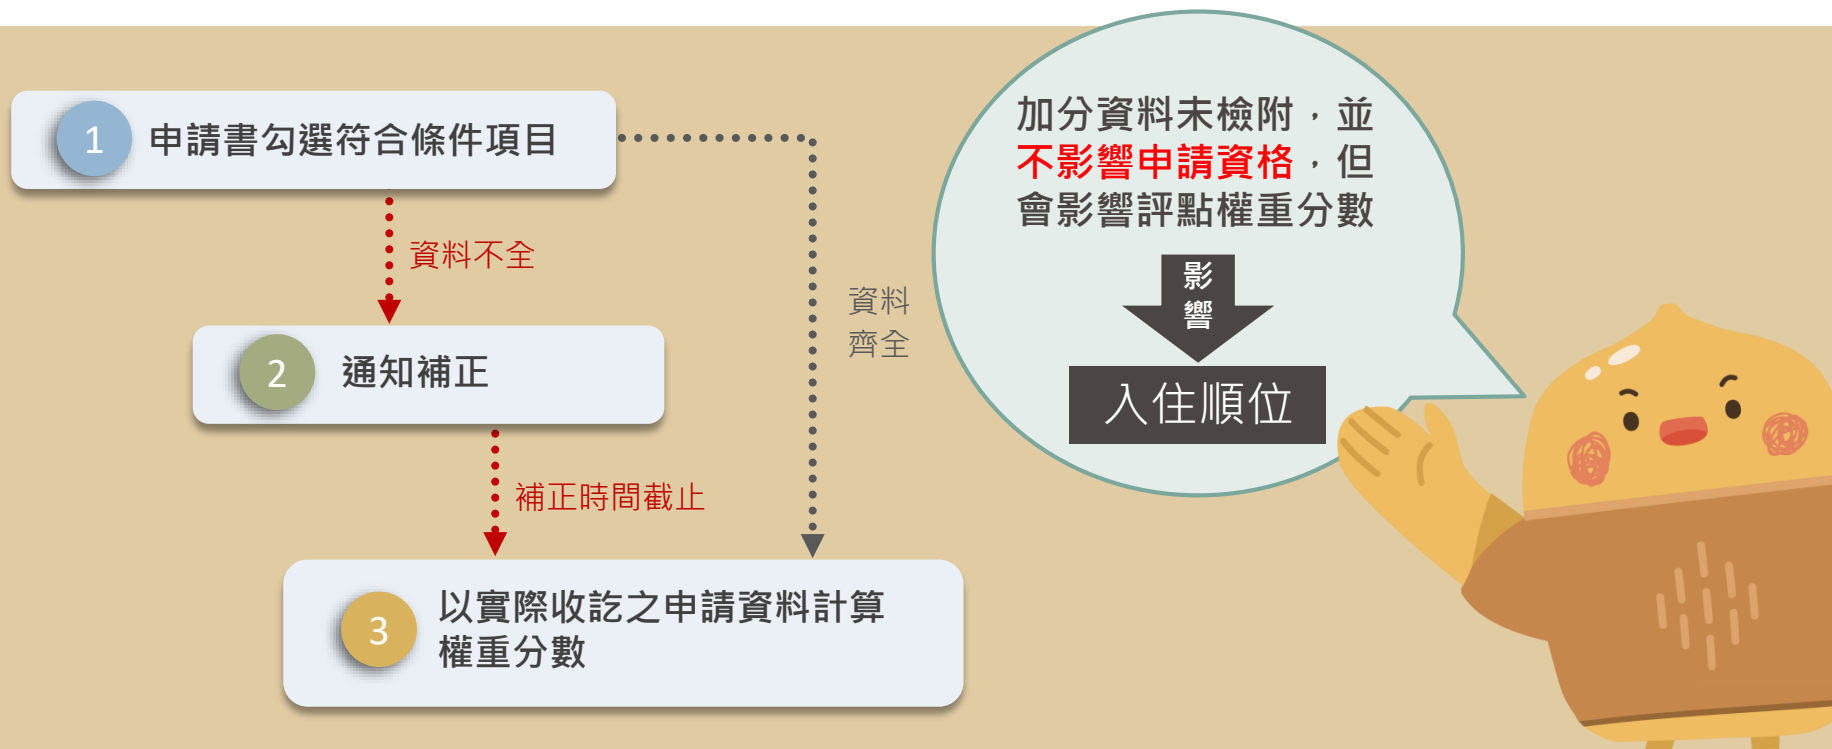 1 申請書勾選符合條件項目
資料不全
2 通知補正
補正時間截止
資料
齊全
3 以實際收訖之申請資料計算
權重分數
加分資料未檢附，並
不影響申請資格，但
會影響評點權重分數
影
響
入住順位